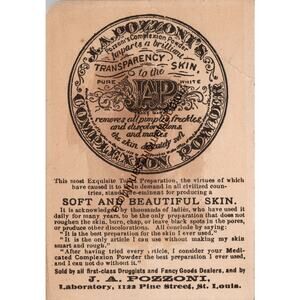 J.A. POZZONI'S
COMPLEXION POWDER
Pozzoni's Complexion Powder
Imparts a brilliant
TRANSPARENCY
to the SKIN,
PURE WHITE
JAP
removes all pimples, freckles
and discolorations,
and makes
the skin delicately soft
This most Exquisite Toilet Preparation, the virtues of which
have caused it to be in demand in all civilized coun-
tries, stands pre-eminent for producing a
SOFT AND BEAUTIFUL SKIN.
It is acknowledged by thousands of ladies, who have used it
daily for many years, to be the only preparation that does not
roughen the skin, burn, chap, or leave black spots in the pores,
or produce other discolorations. All conclude by saying:
"It is the best preparation for the skin I ever used."
"It is the only article I can use without making my skin
smart and rough."
"After having tried every article, I consider your Medi-
cated Complexion Powder the best preparation I ever used,
and I can not do without it."
Sold by all first-class Druggists and Fancy Goods Dealers, and by
J. A. POZZONI,
Laboratory, 1122 Pine Street, St. Louis.